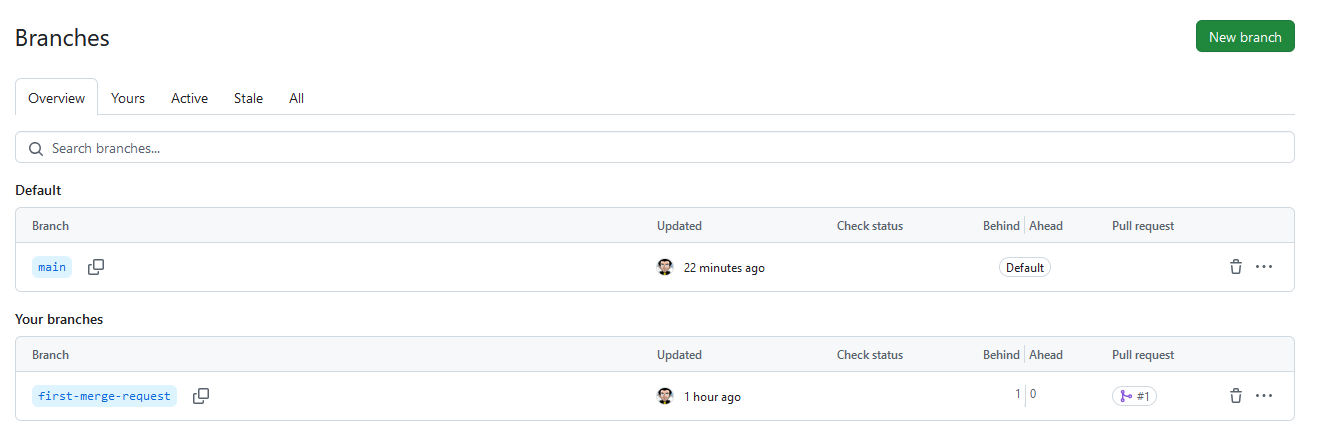 Branches
New branch
Overview Yours Active Stale All
Search branches...
Default
Branch Updated Check status Behind Ahead Pull request
main 22 minutes ago Default
Your branches
Branch Updated Check status Behind Ahead Pull request
first-merge-request 1 hour ago 1 0 #1